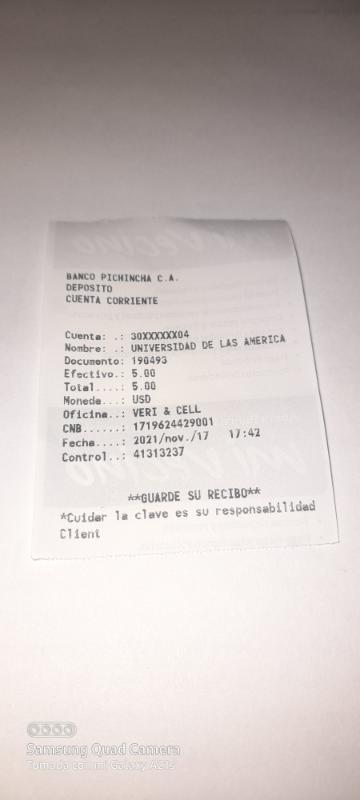 BANCO PICHINCHA C.A.
DEPOSITO
CUENTA CORRIENTE
Cuenta: .: 30XXXXXX04
Nombre: .: UNIVERSIDAD DE LAS AMERICA
Documento: 190493
Efectivo.: 5.00
Total....: 5.00
Moneda...: USD
Oficina..: VERI & CELL
CNB......: 1719624429001
Fecha....: 2021/nov./17 17:42
Control..: 41313237
**GUARDE SU RECIBO**
*Cuidar la clave es su responsabilidad
Client
Samsung Quad Camera
Tomada con mi Galaxy A21s